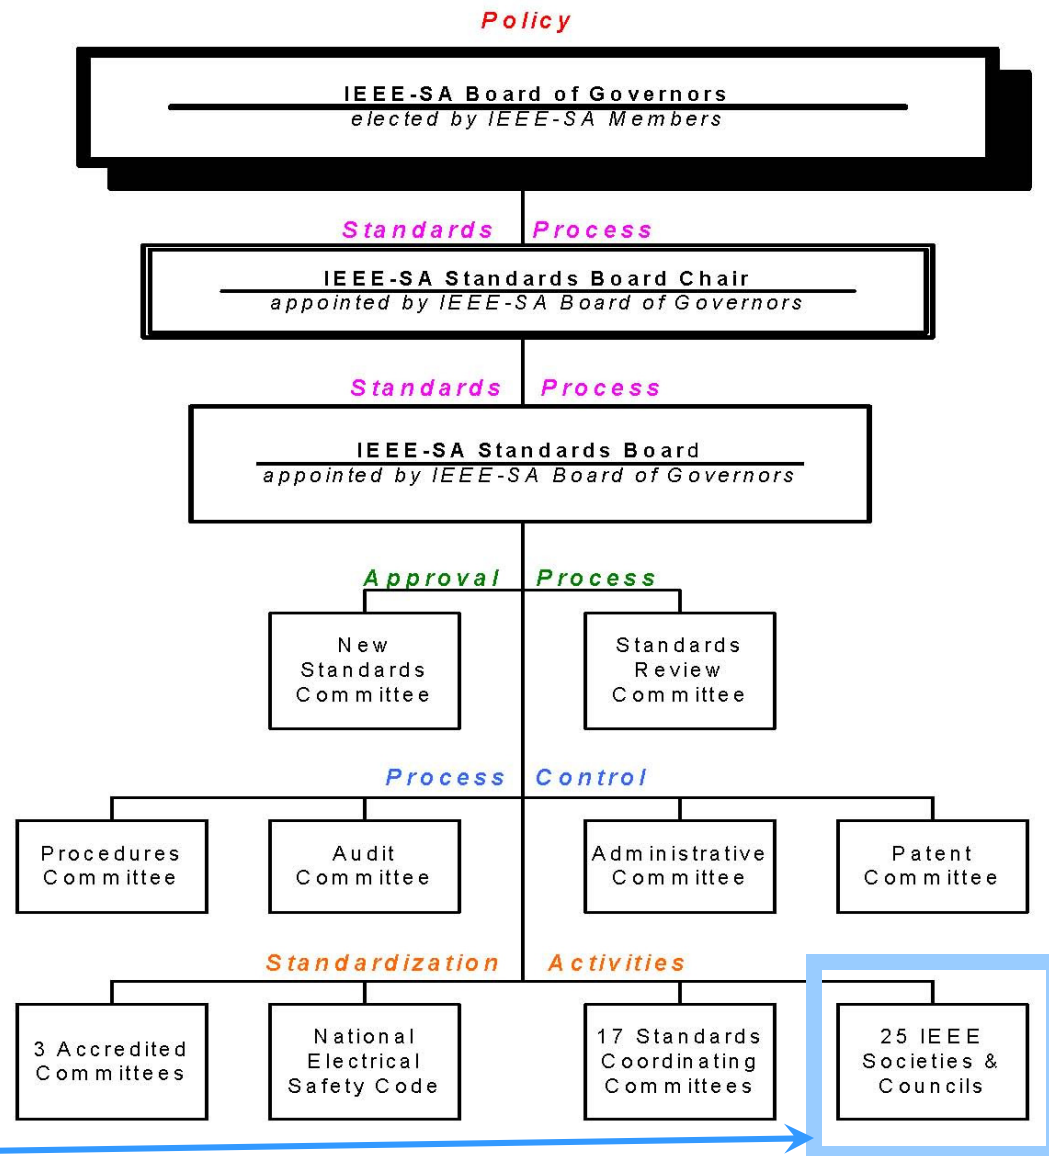 Policy
IEEE-SA Board of Governors
elected by IEEE-SA Members
Standards Process
IEEE-SA Standards Board Chair
appointed by IEEE-SA Board of Governors
Standards Process
IEEE-SA Standards Board
appointed by IEEE-SA Board of Governors
Approval Process
New
Standards
Committee
Standards
Review
Committee
Process Control
Procedures
Committee
Audit
Committee
Administrative
Committee
Patent
Committee
Standardization Activities
3 Accredited
Committees
National
Electrical
Safety Code
17 Standards
Coordinating
Committees
25 IEEE
Societies &
Councils